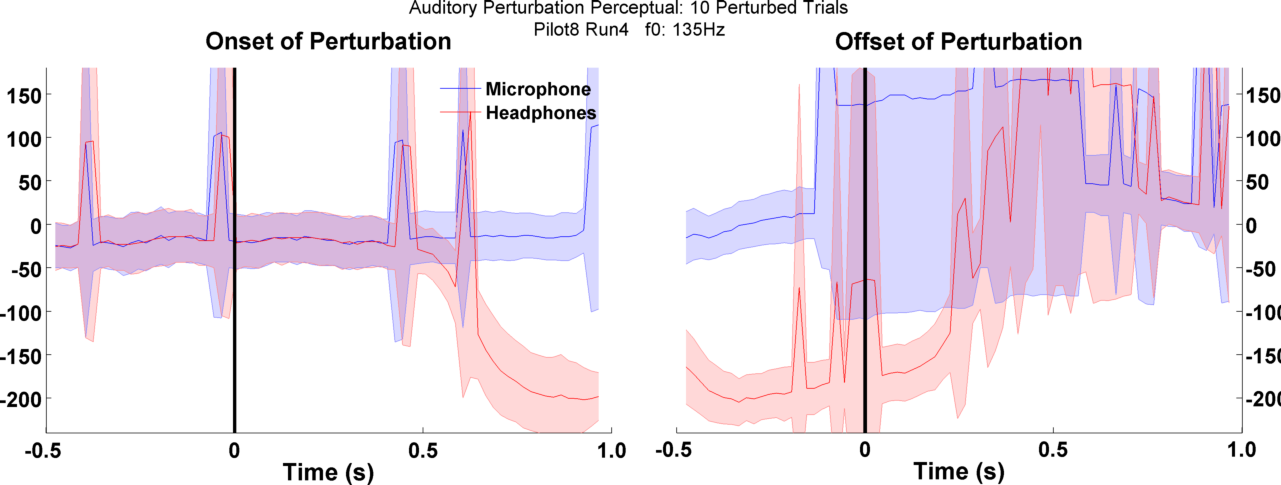 Auditory Perturbation Perceptual: 10 Perturbed Trials
Pilot8 Run4 f0: 135Hz
Onset of Perturbation
Offset of Perturbation
Microphone
Headphones
150
100
50
0
-50
-100
-150
-200
-0.5 0 0.5 1.0
Time (s)
150
100
50
0
-50
-100
-150
-200
-0.5 0 0.5 1.0
Time (s)